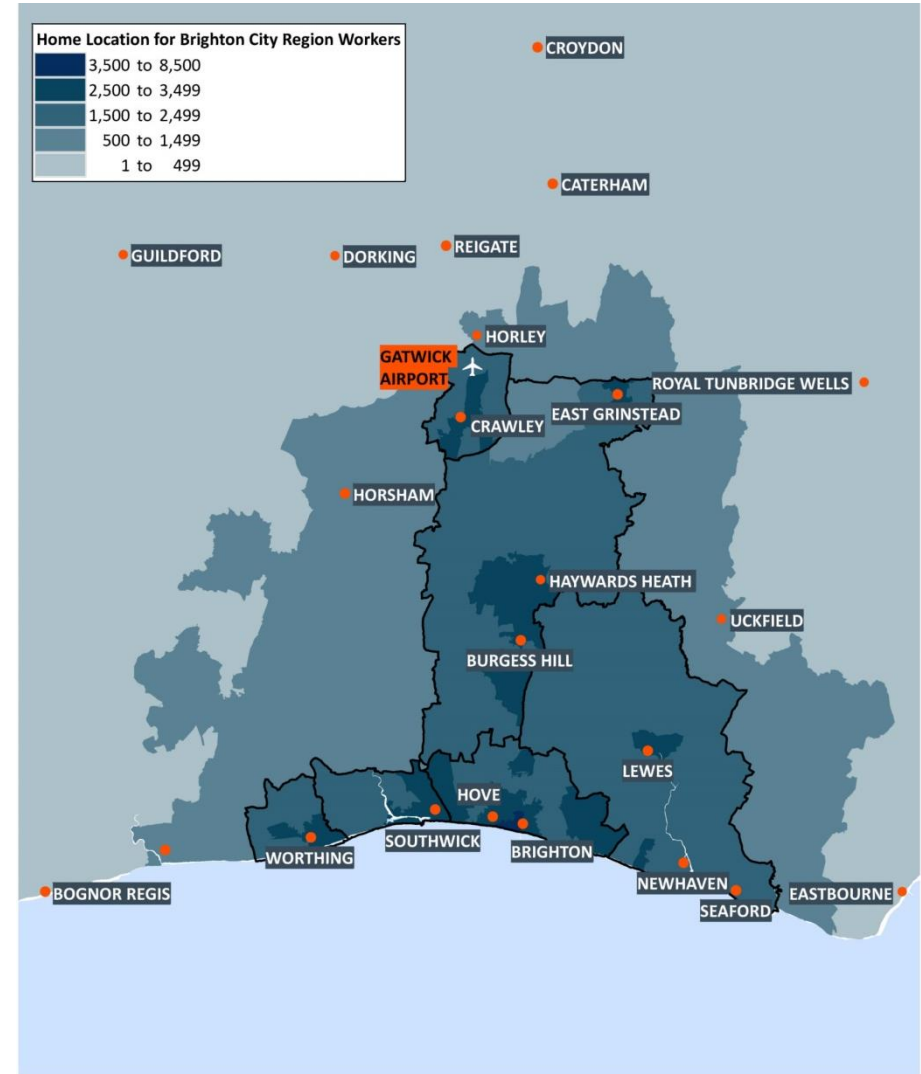 Home Location for Brighton City Region Workers
3,500 to 8,500
2,500 to 3,499
1,500 to 2,499
500 to 1,499
1 to 499
CROYDON
CATERHAM
REIGATE
GUILDFORD
DORKING
HORLEY
GATWICK
AIRPORT
ROYAL TUNBRIDGE WELLS
EAST GRINSTEAD
CRAWLEY
HORSHAM
HAYWARDS HEATH
UCKFIELD
BURGESS HILL
LEWES
HOVE
SOUTHWICK
BRIGHTON
WORTHING
NEWHAVEN
BOGNOR REGIS
EASTBOURNE
SEAFORD